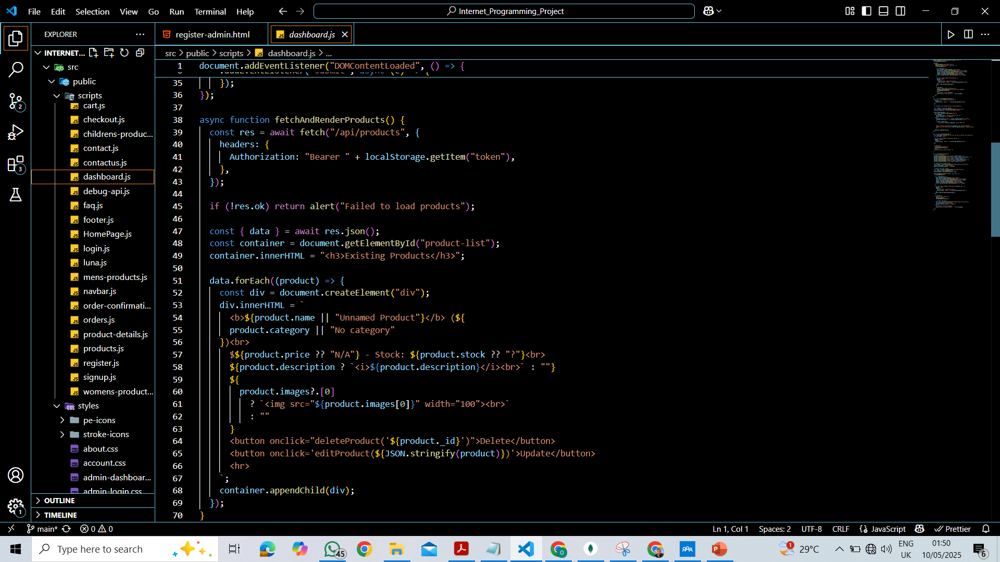 File Edit Selection View Go Run Terminal Help
Internet_Programming_Project
EXPLORER
register-admin.html
dashboard.js
INTERNET...
src > public > scripts > dashboard.js > ...
src
public
scripts
cart.js
checkout.js
childrens-produc...
contact.js
contactus.js
dashboard.js
debug-api.js
faq.js
footer.js
HomePage.js
login.js
luna.js
mens-products.js
navbar.js
order-confirmati...
orders.js
product-details.js
products.js
register.js
signup.js
womens-product...
styles
pe-icons
stroke-icons
about.css
account.css
admin-dashboar...
admin-login.css
OUTLINE
TIMELINE
1 document.addEventListener("DOMContentLoaded", () => {
35 });
36 });
37
38 async function fetchAndRenderProducts() {
39 const res = await fetch("/api/products", {
40 headers: {
41 Authorization: "Bearer " + localStorage.getItem("token"),
42 },
43 });
44
45 if (!res.ok) return alert("Failed to load products");
46
47 const { data } = await res.json();
48 const container = document.getElementById("product-list");
49 container.innerHTML = "<h3>Existing Products</h3>";
50
51 data.forEach((product) => {
52 const div = document.createElement("div");
53 div.innerHTML = `
54 <b>${product.name || "Unnamed Product"}</b> (${
55 product.category || "No category"
56 })<br>
57 $${product.price ?? "N/A"} - Stock: ${product.stock ?? "?"}<br>
58 ${product.description ? `<i>${product.description}</i><br>` : ""}
59 ${
60 product.images?.[0]
61 ? `<img src="${product.images[0]}" width="100"><br>`
62 : ""
63 }
64 <button onclick="deleteProduct('${product._id}')">Delete</button>
65 <button onclick='editProduct(${JSON.stringify(product)})'>Update</button>
66 <hr>
67 `;
68 container.appendChild(div);
69 });
70 }
2
3
1
main* 0 0
Ln 1, Col 1 Spaces: 2 UTF-8 CRLF JavaScript Prettier
Type here to search
45
1
29°C
ENG
UK
01:50
10/05/2025
6